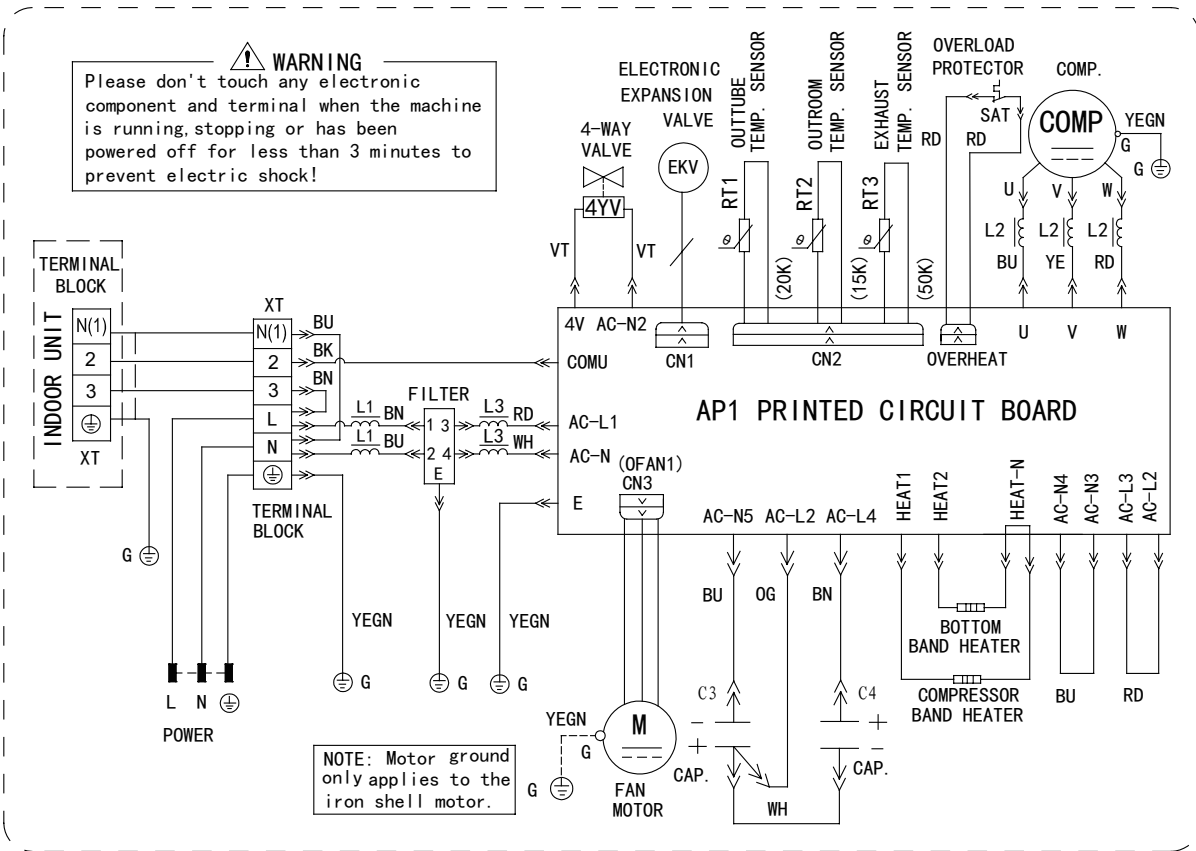 WARNING
Please don't touch any electronic
component and terminal when the machine
is running, stopping or has been
powered off for less than 3 minutes to
prevent electric shock!
4-WAY
VALVE
4YV
VT
VT
ELECTRONIC
EXPANSION
VALVE
EKV
OUTTUBE
TEMP. SENSOR
RT1
θ
(20K)
OUTROOM
TEMP. SENSOR
RT2
θ
(15K)
EXHAUST
TEMP. SENSOR
RT3
θ
(50K)
OVERLOAD
PROTECTOR
SAT
RD
RD
COMP.
COMP
YEGN
G
G
U
V
W
L2
L2
L2
BU
YE
RD
INDOOR UNIT
TERMINAL
BLOCK
N(1)
2
3
XT
G
XT
N(1)
2
3
L
N
TERMINAL
BLOCK
BU
BK
BN
L1
BN
L1
BU
FILTER
1 3
2 4
E
L3
RD
L3
WH
4V
AC-N2
CN1
CN2
OVERHEAT
U
V
W
COMU
AC-L1
AC-N
E
AP1 PRINTED CIRCUIT BOARD
(OFAN1)
CN3
AC-N5
AC-L2
AC-L4
HEAT1
HEAT2
HEAT-N
AC-N4
AC-N3
AC-L3
AC-L2
YEGN
YEGN
YEGN
G
G
G
L
N
POWER
BU
OG
BN
BOTTOM
BAND HEATER
COMPRESSOR
BAND HEATER
BU
RD
C3
-
+
CAP.
C4
+
-
CAP.
WH
YEGN
G
G
M
FAN
MOTOR
NOTE: Motor ground
only applies to the
iron shell motor.